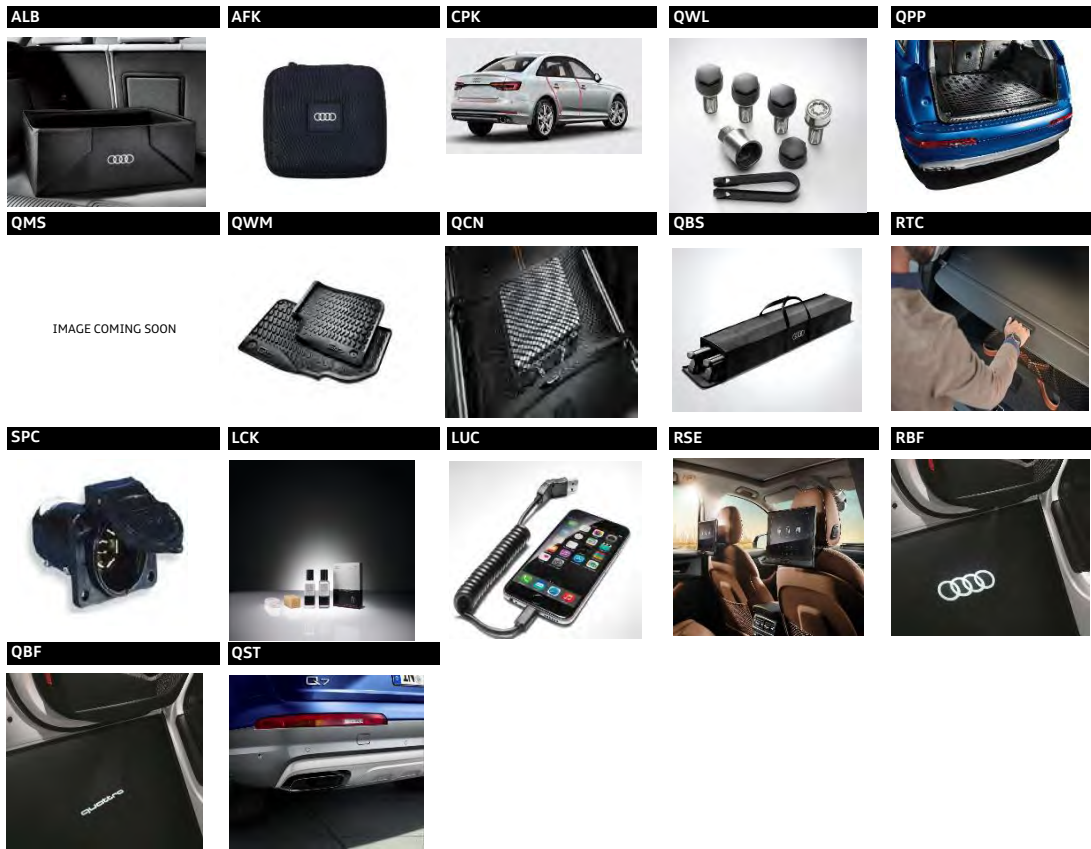 ALB
AFK
CPK
QWL
QPP
QMS
QWM
QCN
QBS
RTC
IMAGE COMING SOON
SPC
LCK
LUC
RSE
RBF
QBF
QST
quattro
Q7